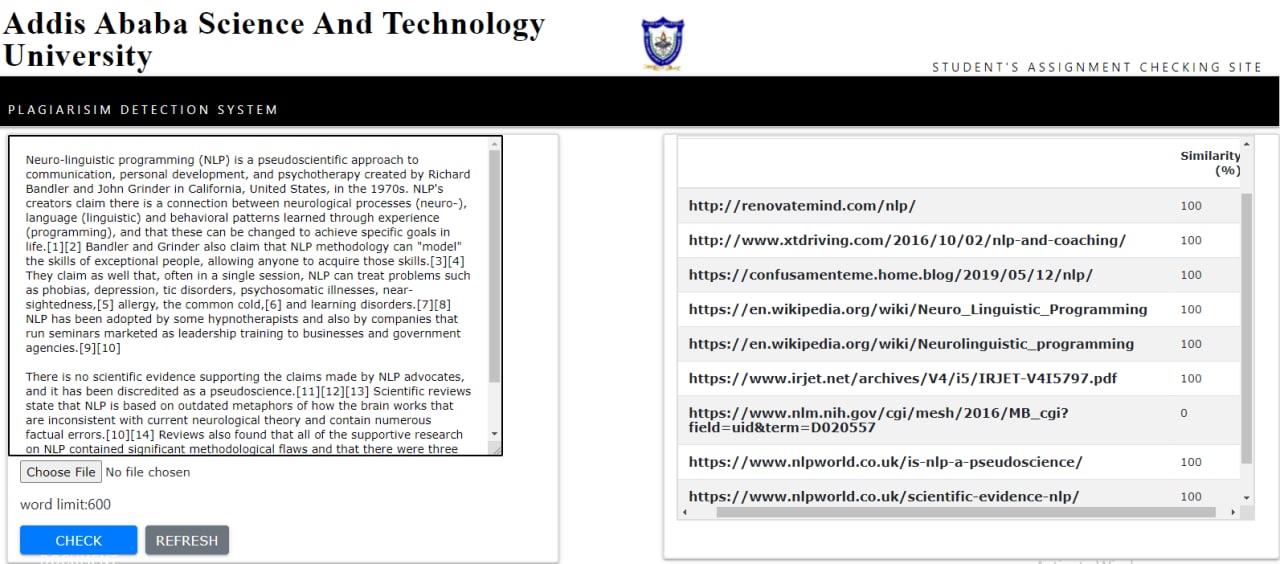 Addis Ababa Science And Technology
University
STUDENT'S ASSIGNMENT CHECKING SITE
PLAGIARISIM DETECTION SYSTEM
Neuro-linguistic programming (NLP) is a pseudoscientific approach to
communication, personal development, and psychotherapy created by Richard
Bandler and John Grinder in California, United States, in the 1970s. NLP's
creators claim there is a connection between neurological processes (neuro-),
language (linguistic) and behavioral patterns learned through experience
(programming), and that these can be changed to achieve specific goals in
life.[1][2] Bandler and Grinder also claim that NLP methodology can "model"
the skills of exceptional people, allowing anyone to acquire those skills.[3][4]
They claim as well that, often in a single session, NLP can treat problems such
as phobias, depression, tic disorders, psychosomatic illnesses, near-
sightedness,[5] allergy, the common cold,[6] and learning disorders.[7][8]
NLP has been adopted by some hypnotherapists and also by companies that
run seminars marketed as leadership training to businesses and government
agencies.[9][10]
There is no scientific evidence supporting the claims made by NLP advocates,
and it has been discredited as a pseudoscience.[11][12][13] Scientific reviews
state that NLP is based on outdated metaphors of how the brain works that
are inconsistent with current neurological theory and contain numerous
factual errors.[10][14] Reviews also found that all of the supportive research
on NLP contained significant methodological flaws and that there were three
Choose File No file chosen
word limit:600
CHECK REFRESH
Similarity
(%)
http://renovatemind.com/nlp/ 100
http://www.xtdriving.com/2016/10/02/nlp-and-coaching/ 100
https://confusamenteme.home.blog/2019/05/12/nlp/ 100
https://en.wikipedia.org/wiki/Neuro_Linguistic_Programming 100
https://en.wikipedia.org/wiki/Neurolinguistic_programming 100
https://www.irjet.net/archives/V4/i5/IRJET-V4I5797.pdf 100
https://www.nlm.nih.gov/cgi/mesh/2016/MB_cgi? 0
field=uid&term=D020557
https://www.nlpworld.co.uk/is-nlp-a-pseudoscience/ 100
https://www.nlpworld.co.uk/scientific-evidence-nlp/ 100